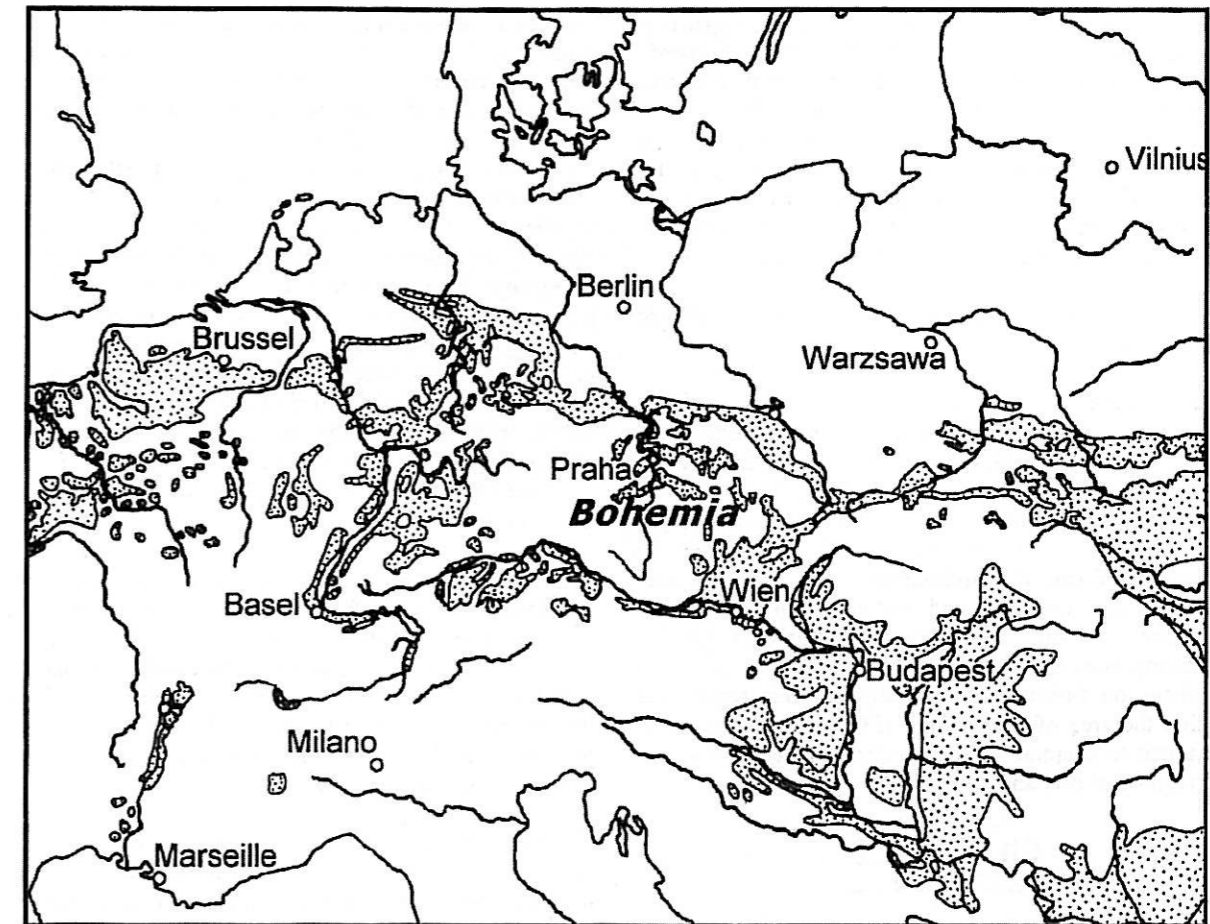 Vilnius
Berlin
Brussel
Warzsawa
Praha
Bohemia
Basel
Wien
Budapest
Milano
Marseille